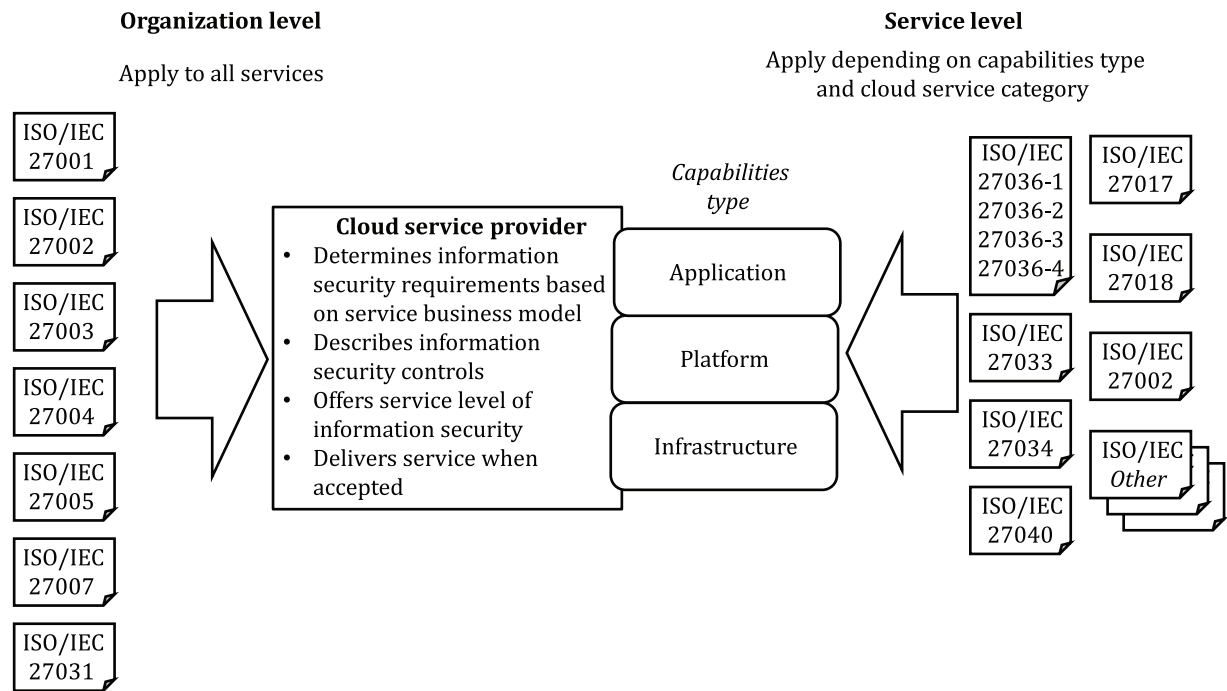 Organization level
Apply to all services
ISO/IEC
27001
ISO/IEC
27002
ISO/IEC
27003
ISO/IEC
27004
ISO/IEC
27005
ISO/IEC
27007
ISO/IEC
27031
Cloud service provider
• Determines information
security requirements based
on service business model
• Describes information
security controls
• Offers service level of
information security
• Delivers service when
accepted
Capabilities
type
Application
Platform
Infrastructure
Service level
Apply depending on capabilities type
and cloud service category
ISO/IEC
27036-1
27036-2
27036-3
27036-4
ISO/IEC
27033
ISO/IEC
27034
ISO/IEC
27040
ISO/IEC
27017
ISO/IEC
27018
ISO/IEC
27002
ISO/IEC
Other